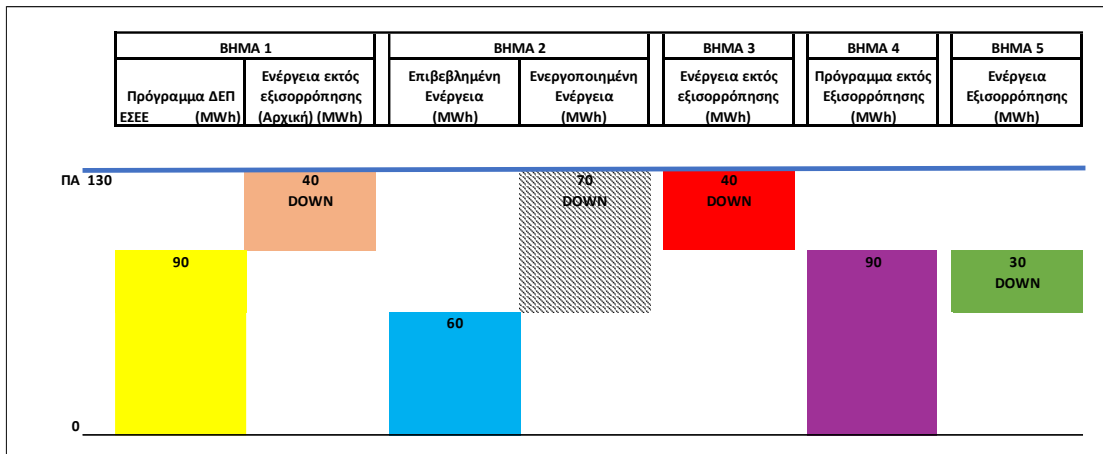 ΒΗΜΑ 1 ΒΗΜΑ 2 ΒΗΜΑ 3 ΒΗΜΑ 4 ΒΗΜΑ 5
Πρόγραμμα ΔΕΠ
ΕΣΕΕ (MWh)
Ενέργεια εκτός
εξισορρόπησης
(Αρχική) (MWh)
Επιβεβλημένη
Ενέργεια
(MWh)
Ενεργοποιημένη
Ενέργεια
(MWh)
Ενέργεια εκτός
εξισορρόπησης
(MWh)
Πρόγραμμα εκτός
Εξισορρόπησης
(MWh)
Ενέργεια
Εξισορρόπησης
(MWh)
ΠΑ 130
40
DOWN
70
DOWN
40
DOWN
90
90
30
DOWN
60
0